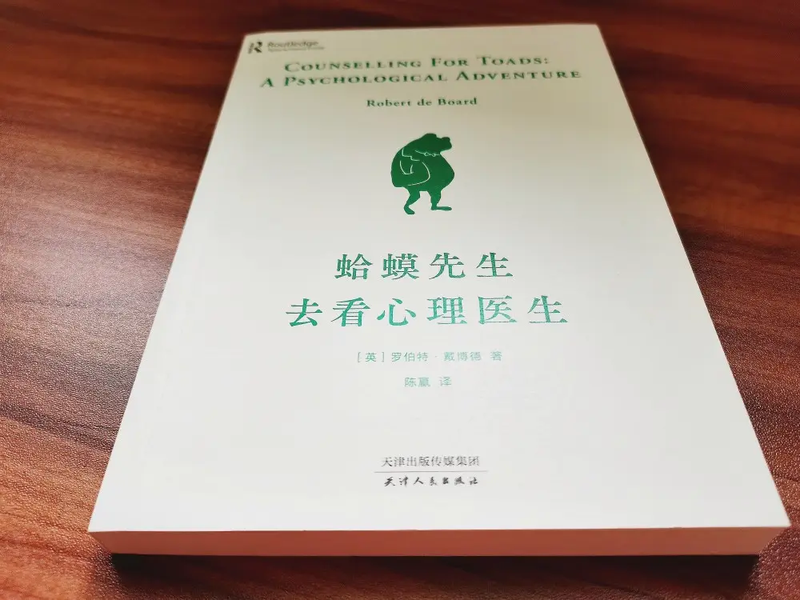 Routledge
COUNSELLING FOR TOADS:
A PSYCHOLOGICAL ADVENTURE
Robert de Board
蛤蟆先生
去看心理医生
[英] 罗伯特·戴博德 著
陈赢 译
天津出版传媒集团
天津人民出版社